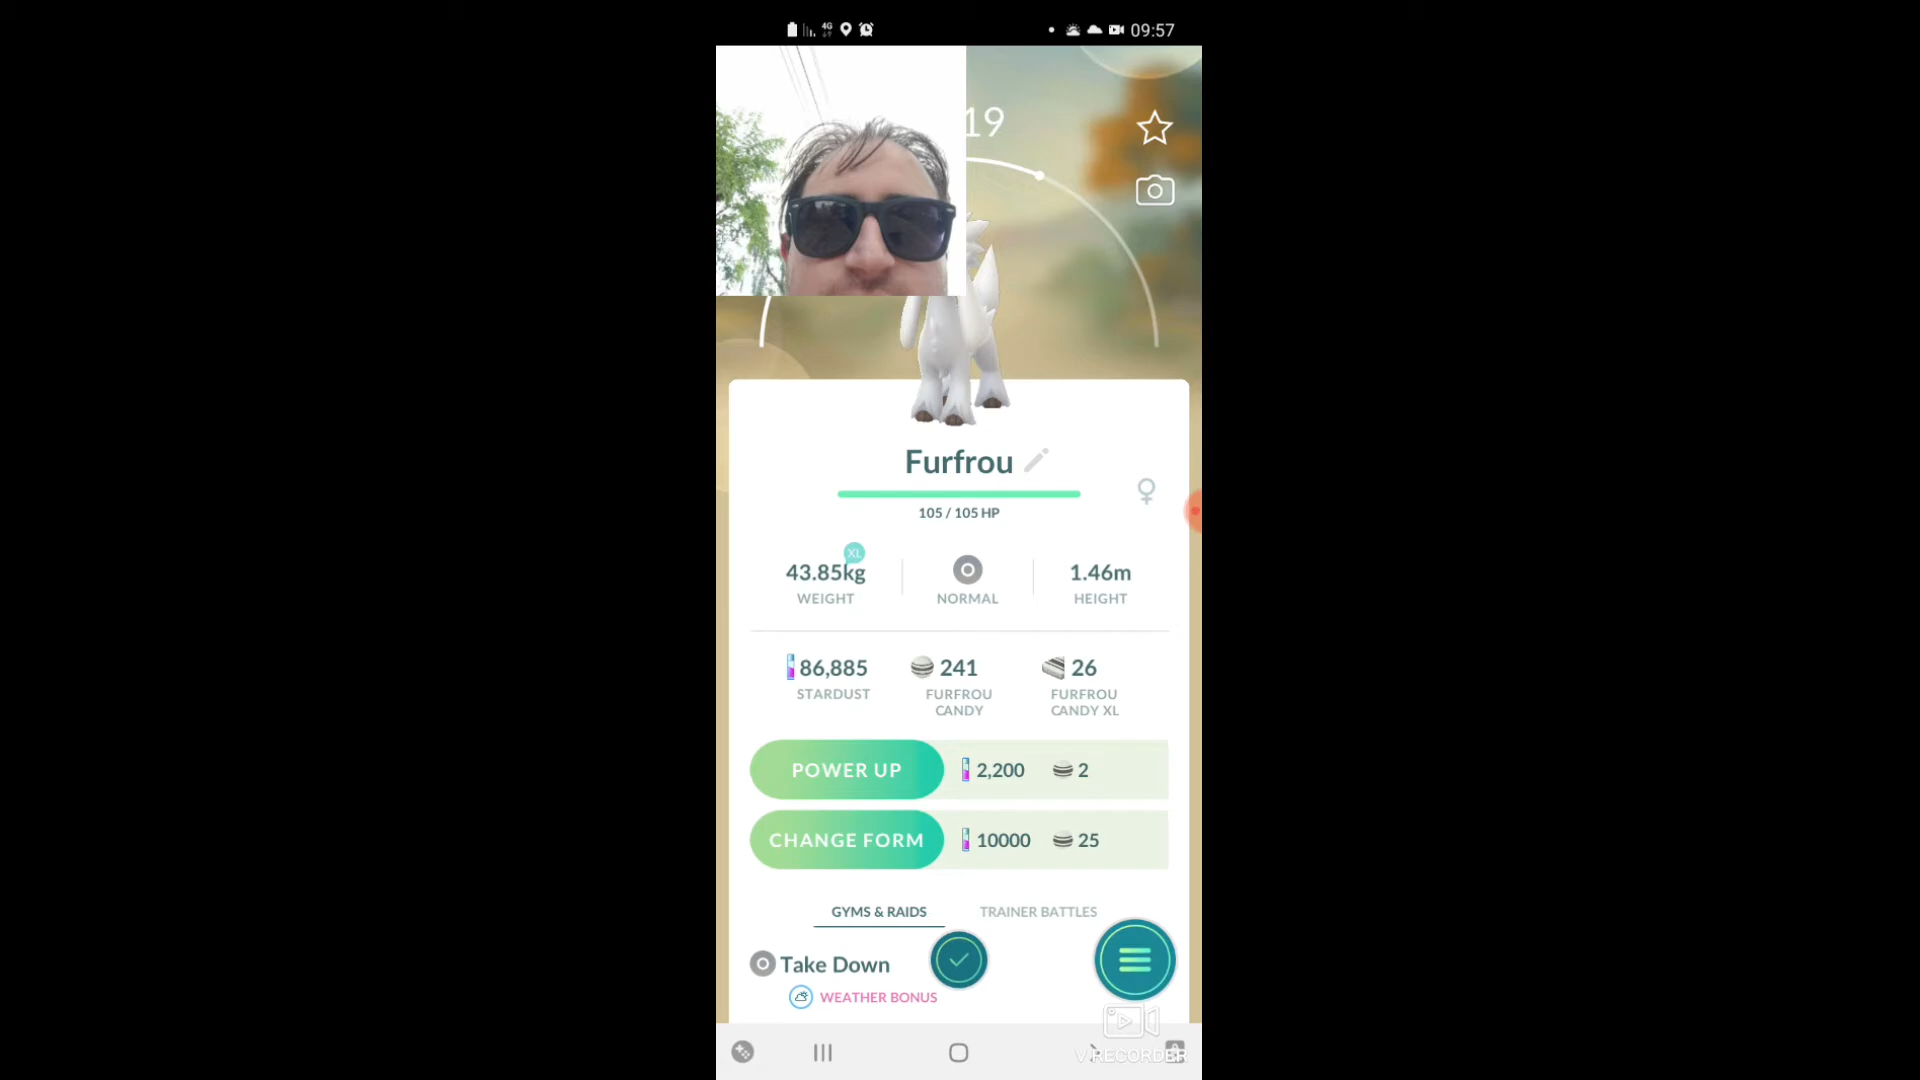 4G
09:57
19
Furfrou
105 / 105 HP
XL
43.85kg
WEIGHT
NORMAL
1.46m
HEIGHT
86,885
STARDUST
241
FURFROU
CANDY
26
FURFROU
CANDY XL
POWER UP
2,200
2
CHANGE FORM
10000
25
GYMS & RAIDS
TRAINER BATTLES
Take Down
WEATHER BONUS
V RECORDER